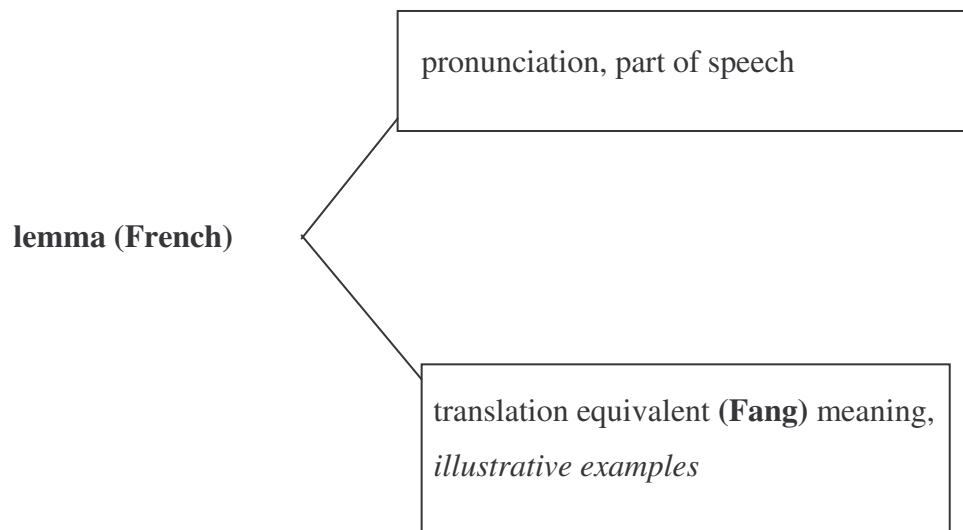 pronunciation, part of speech
lemma (French)
translation equivalent (Fang) meaning,
illustrative examples